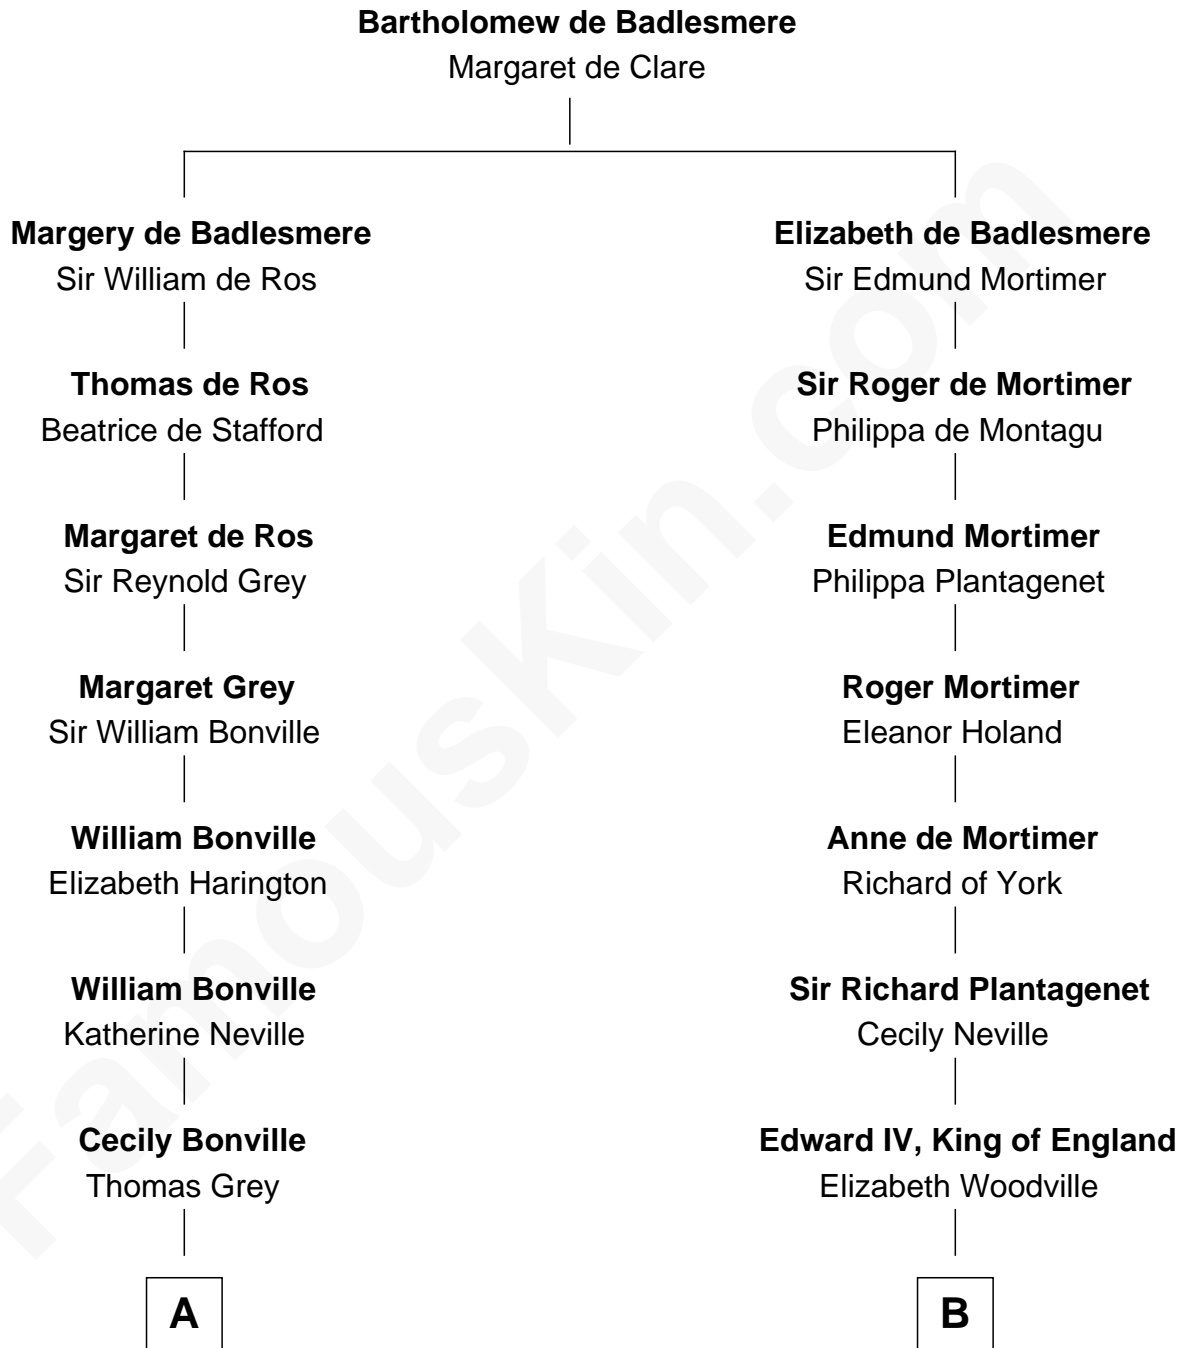 Bartholomew de Badlesmere
Margaret de Clare
Margery de Badlesmere
Sir William de Ros
Elizabeth de Badlesmere
Sir Edmund Mortimer
Thomas de Ros
Beatrice de Stafford
Sir Roger de Mortimer
Philippa de Montagu
Margaret de Ros
Sir Reynold Grey
Edmund Mortimer
Philippa Plantagenet
Margaret Grey
Sir William Bonville
Roger Mortimer
Eleanor Holand
William Bonville
Elizabeth Harington
Anne de Mortimer
Richard of York
William Bonville
Katherine Neville
Sir Richard Plantagenet
Cecily Neville
Cecily Bonville
Thomas Grey
Edward IV, King of England
Elizabeth Woodville
A
B
FamousKin.com